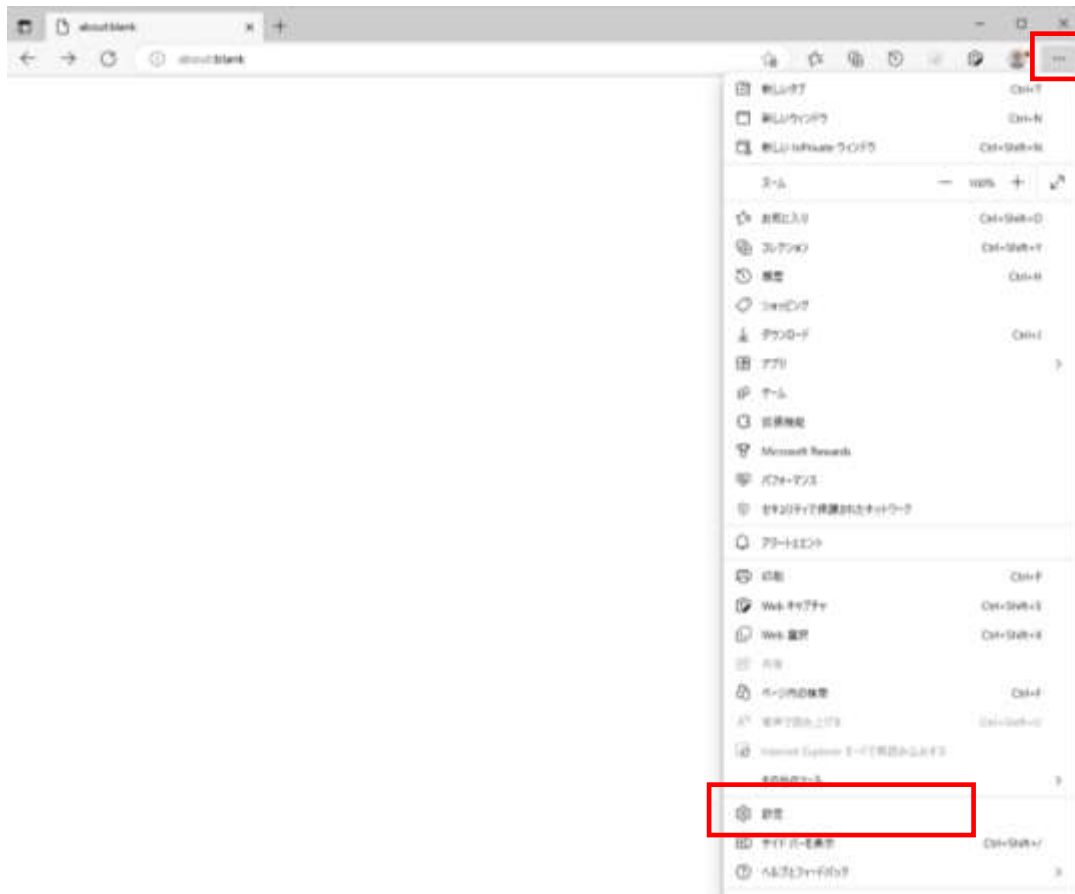 about:blank
about:blank
新しいタブ Ctrl+T
新しいウィンドウ Ctrl+N
新しい InPrivate ウィンドウ Ctrl+Shift+N
ズーム 100%
お気に入り Ctrl+Shift+O
コレクション Ctrl+Shift+Y
履歴 Ctrl+H
ショッピング
ダウンロード Ctrl+J
アプリ
ゲーム
拡張機能
Microsoft Rewards
パフォーマンス
セキュリティで保護されたネットワーク
印刷 Ctrl+P
Web キャプチャ Ctrl+Shift+S
Web 選択 Ctrl+Shift+X
共有
ページ内の検索 Ctrl+F
音声で読み上げる Ctrl+Shift+U
Internet Explorer モードで再読み込みする
その他のツール
設定
サイド バーを表示 Ctrl+Shift+/
ヘルプとフィードバック